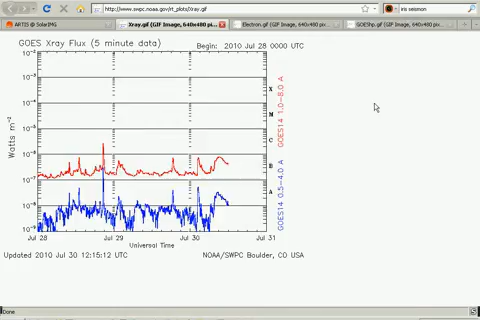 http://www.swpc.noaa.gov/rt_plots/Xray.gif
iris seismon
ARTIS @ SolarIMG
Xray.gif (GIF Image, 640x480 pi...
Electron.gif (GIF Image, 640x480 pi...
GOEShp.gif (GIF Image, 640x480 pi...
GOES Xray Flux (5 minute data)
Begin: 2010 Jul 28 0000 UTC
10-2
10-3
10-4
10-5
10-6
10-7
10-8
10-9
Watts m-2
X
M
C
B
A
GOES14 1.0-8.0 A
GOES14 0.5-4.0 A
Jul 28
Jul 29
Jul 30
Jul 31
Universal Time
Updated 2010 Jul 30 12:15:12 UTC
NOAA/SWPC Boulder, CO USA
Done